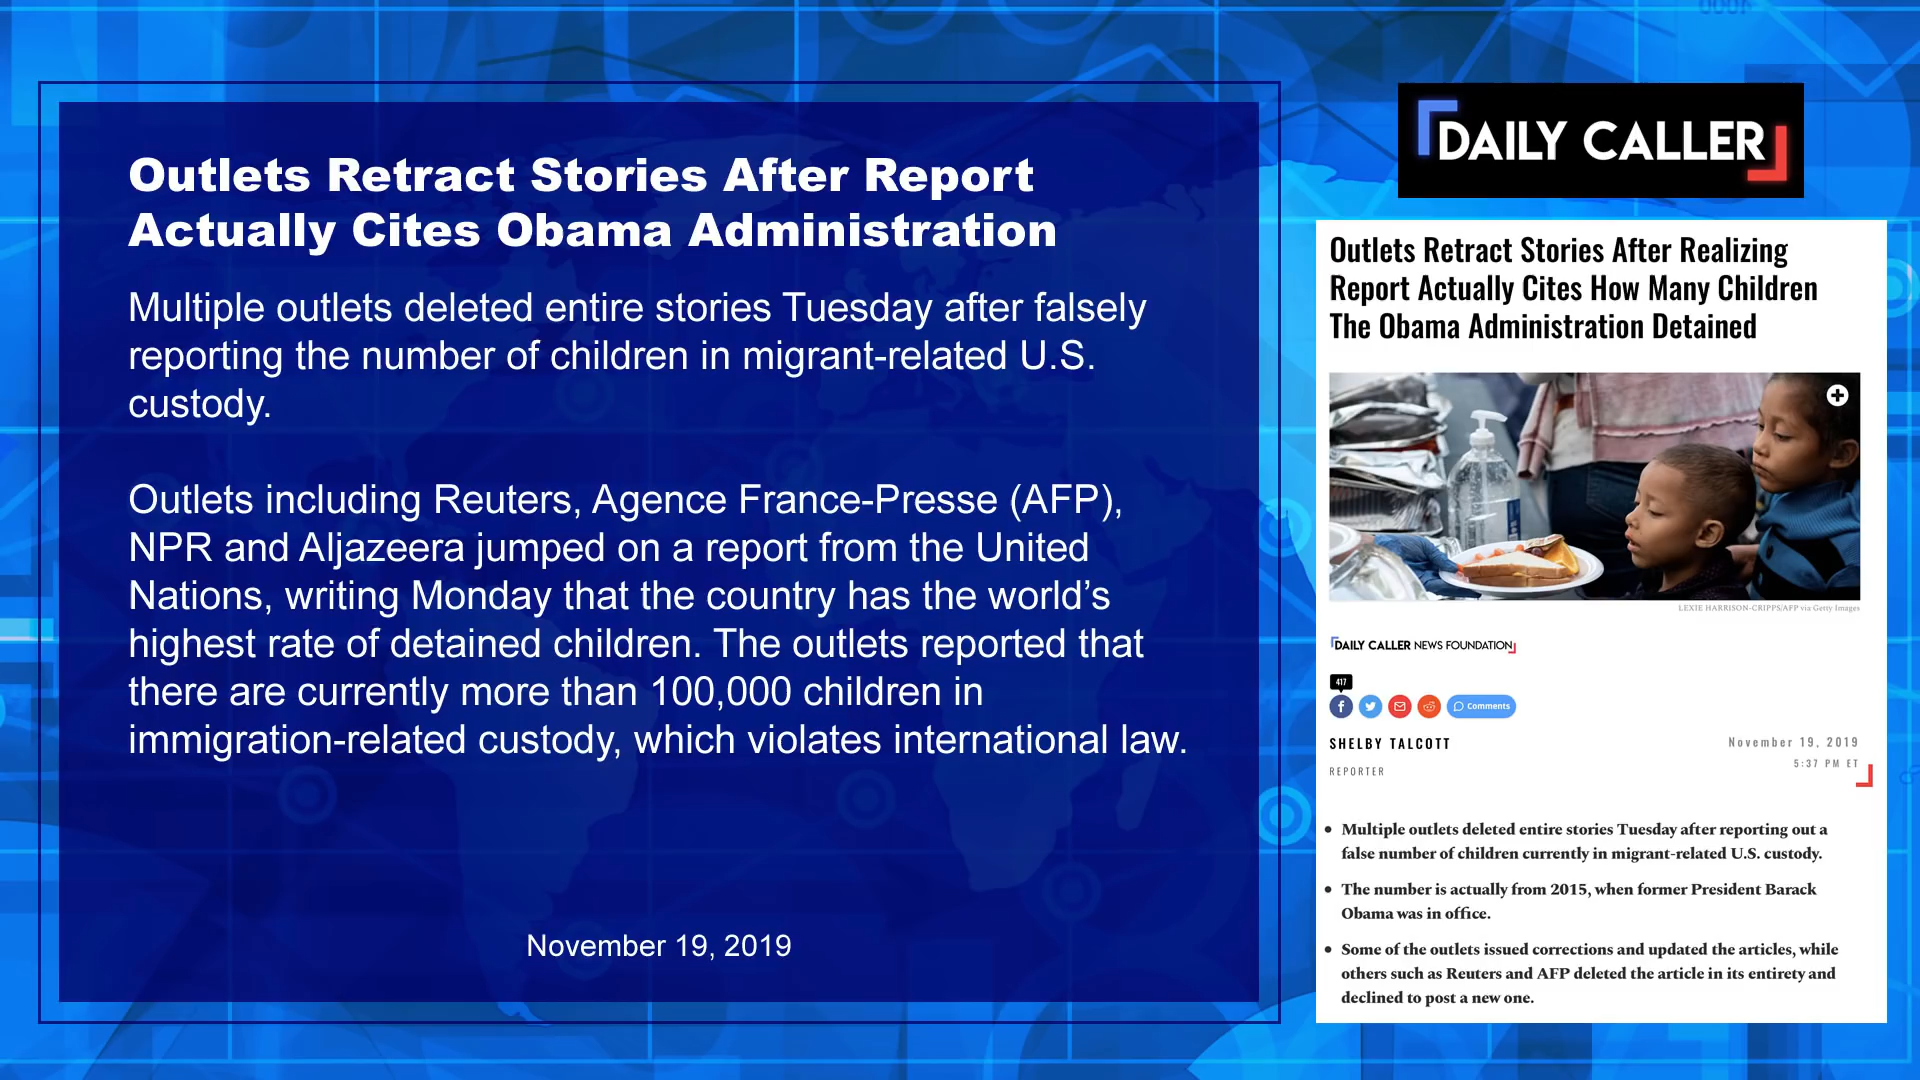 Outlets Retract Stories After Report
Actually Cites Obama Administration
Multiple outlets deleted entire stories Tuesday after falsely
reporting the number of children in migrant-related U.S.
custody.
Outlets including Reuters, Agence France-Presse (AFP),
NPR and Aljazeera jumped on a report from the United
Nations, writing Monday that the country has the world’s
highest rate of detained children. The outlets reported that
there are currently more than 100,000 children in
immigration-related custody, which violates international law.
November 19, 2019
DAILY CALLER
Outlets Retract Stories After Realizing
Report Actually Cites How Many Children
The Obama Administration Detained
LEXIE HARRISON-CRIPPS/AFP via Getty Images
DAILY CALLER NEWS FOUNDATION
417
Comments
SHELBY TALCOTT
REPORTER
November 19, 2019
5:37 PM ET
• Multiple outlets deleted entire stories Tuesday after reporting out a
false number of children currently in migrant-related U.S. custody.
• The number is actually from 2015, when former President Barack
Obama was in office.
• Some of the outlets issued corrections and updated the articles, while
others such as Reuters and AFP deleted the article in its entirety and
declined to post a new one.